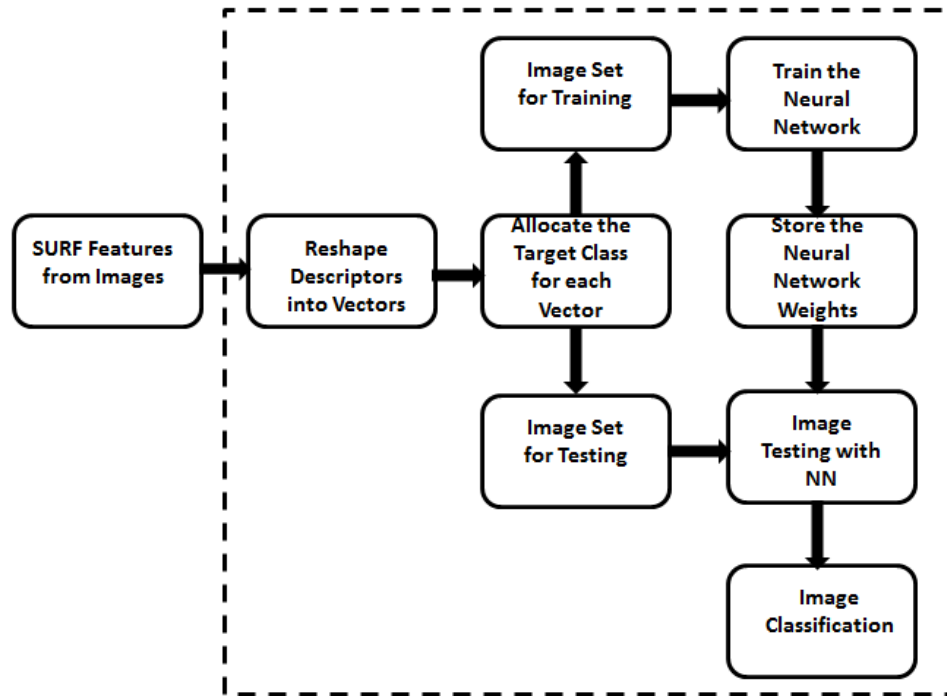 Image Set
for Training
Train the
Neural
Network
SURF Features
from Images
Reshape
Descriptors
into Vectors
Allocate the
Target Class
for each
Vector
Store the
Neural
Network
Weights
Image Set
for Testing
Image
Testing with
NN
Image
Classification